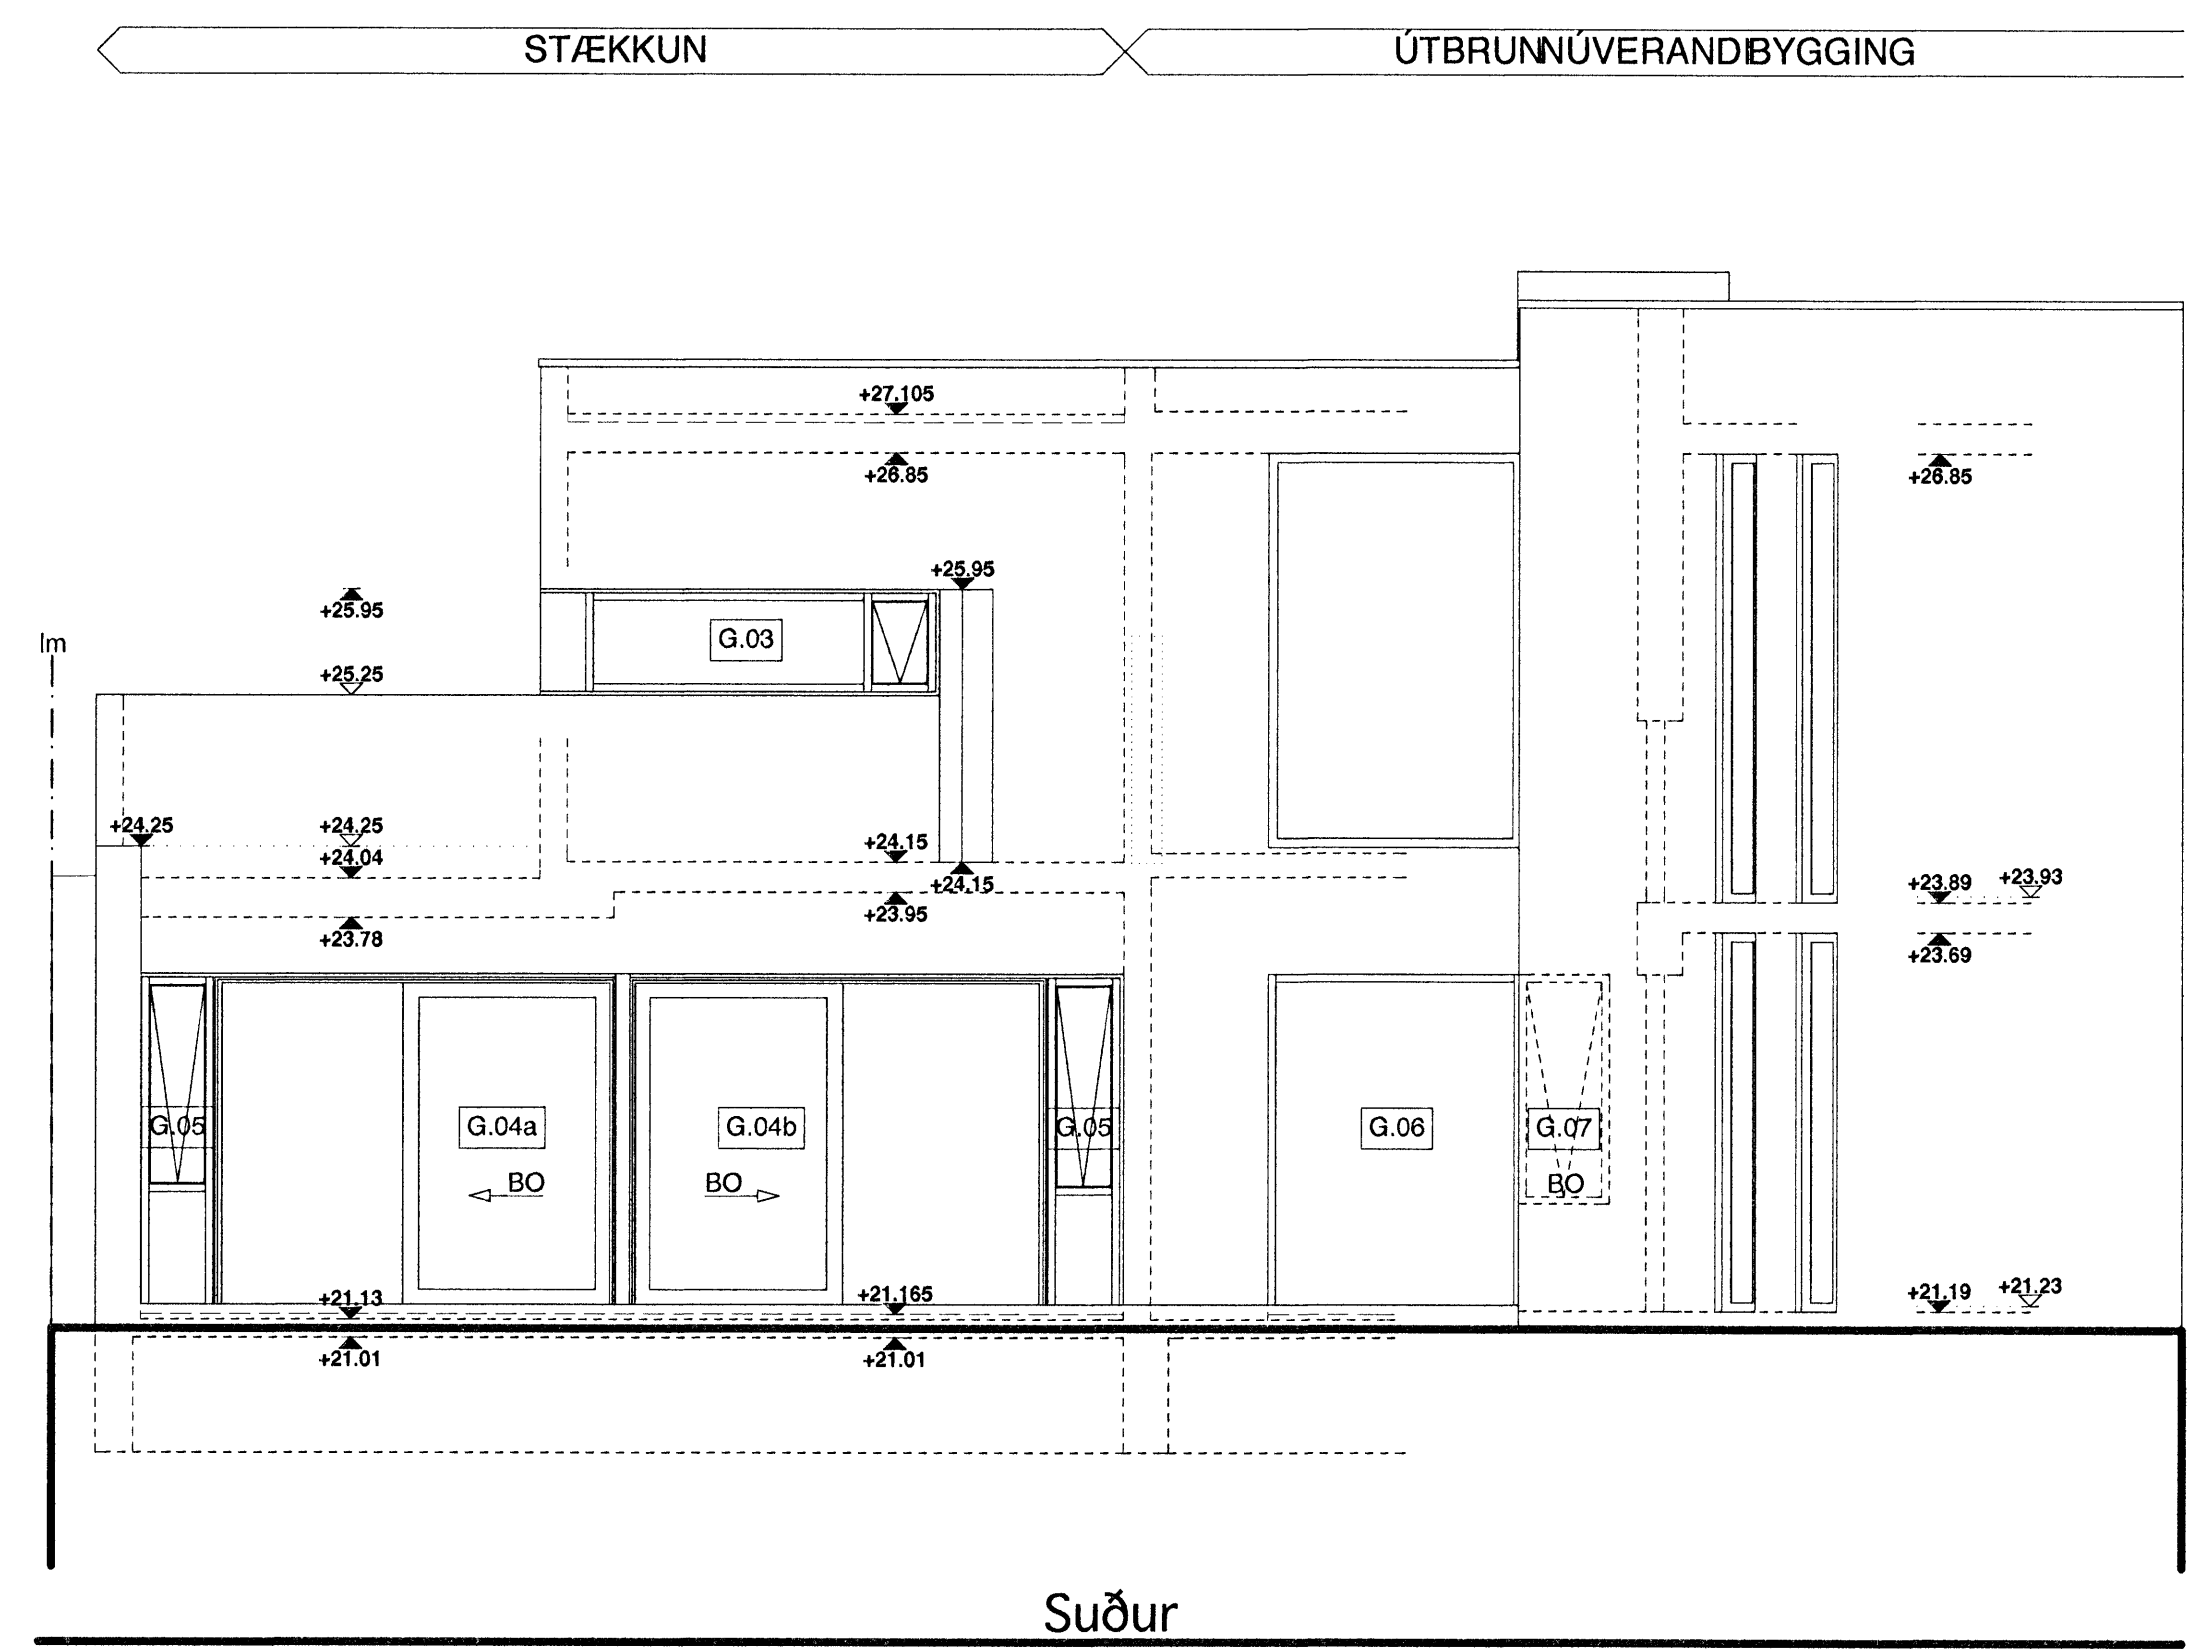 STÆKKUN ÚTBRUNNNÚVERANDIBYGGING
+27.105
+26.85 +26.85
+25.95
+25.95
lm G.03
+25.25
+24.25 +24.25 +24.15
+24.04
+24.15 +23.89 +23.93
+23.95
+23.78 +23.69
G.05 G.04a G.04b G.05 G.06 G.07
BO BO BO
+21.13 +21.165 +21.19 +21.23
+21.01 +21.01
Suður